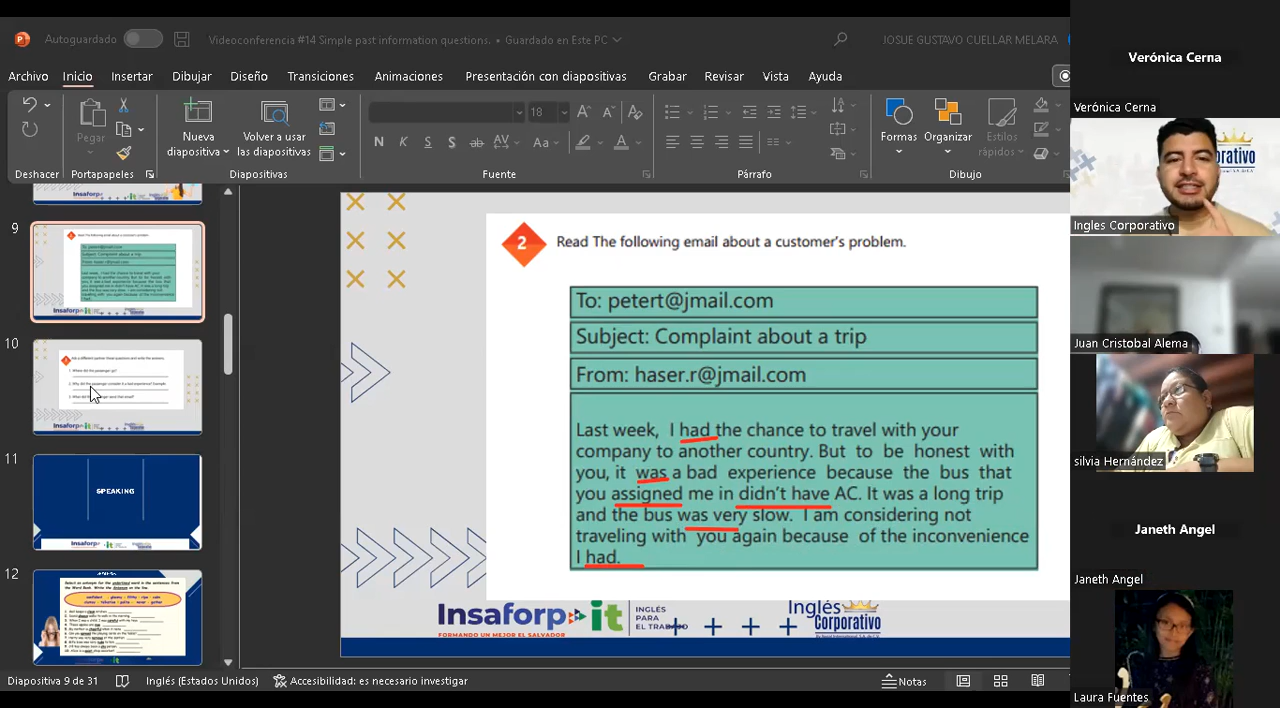 Autoguardado
Videoconferencia #14 Simple past information questions. • Guardado en Este PC
JOSUE GUSTAVO CUELLAR MELARA
Archivo Inicio Insertar Dibujar Diseño Transiciones Animaciones Presentación con diapositivas Grabar Revisar Vista Ayuda
18
Pegar
Nueva diapositiva
Volver a usar las diapositivas
N K S S ab AV Aa A
Formas
Organizar
Estilos rápidos
Deshacer Portapapeles Diapositivas Fuente Párrafo Dibujo
9
10
11
SPEAKING
12
2
Read The following email about a customer's problem.
To: petert@jmail.com
Subject: Complaint about a trip
From: haser.r@jmail.com
Last week, I had the chance to travel with your
company to another country. But to be honest with
you, it was a bad experience because the bus that
you assigned me in didn't have AC. It was a long trip
and the bus was very slow. I am considering not
traveling with you again because of the inconvenience
I had.
Insaforp it
FORMANDO UN MEJOR EL SALVADOR
INGLÉS
PARA
EL TRABAJO
Inglés
Corporativo
Diapositiva 9 de 31
Inglés (Estados Unidos)
Accesibilidad: es necesario investigar
Notas
Verónica Cerna
Verónica Cerna
Ingles Corporativo
Juan Cristobal Alema
silvia Hernández
Janeth Angel
Janeth Angel
Laura Fuentes